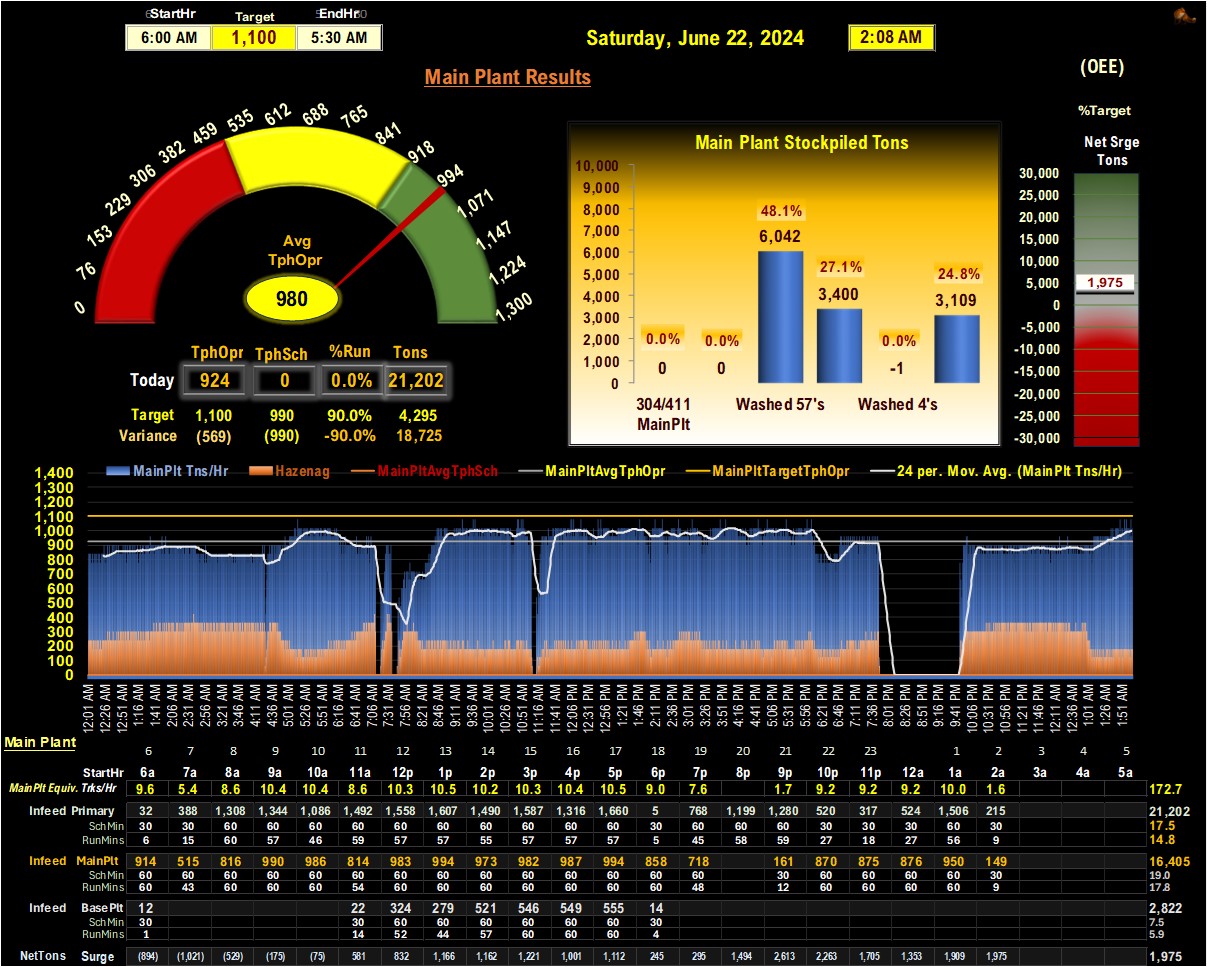 StartHr Target EndHr
6:00 AM 1,100 5:30 AM
Saturday, June 22, 2024 2:08 AM
(OEE)
Main Plant Results
%Target
Net Srge
Tons
0 76 153 229 306 382 459 535 612 688 765 841 918 994 1,071 1,147 1,224 1,300
Avg
TphOpr
980
TphOpr TphSch %Run Tons
Today 924 0 0.0% 21,202
Target 1,100 990 90.0% 4,295
Variance (569) (990) -90.0% 18,725
Main Plant Stockpiled Tons
10,000
9,000
8,000
7,000
6,000
5,000
4,000
3,000
2,000
1,000
0
0.0% 0.0% 48.1% 27.1% 0.0% 24.8%
0 0 6,042 3,400 -1 3,109
304/411 Washed 57's Washed 4's
MainPlt
30,000
25,000
20,000
15,000
10,000
5,000
0
-5,000
-10,000
-15,000
-20,000
-25,000
-30,000
1,975
MainPlt Tns/Hr Hazenag MainPltAvgTphSch MainPltAvgTphOpr MainPltTargetTphOpr 24 per. Mov. Avg. (MainPlt Tns/Hr)
1,400
1,300
1,200
1,100
1,000
900
800
700
600
500
400
300
200
100
0
12:01 AM 12:26 AM 12:51 AM 1:16 AM 1:41 AM 2:06 AM 2:31 AM 2:56 AM 3:21 AM 3:46 AM 4:11 AM 4:36 AM 5:01 AM 5:26 AM 5:51 AM 6:16 AM 6:41 AM 7:06 AM 7:31 AM 7:56 AM 8:21 AM 8:46 AM 9:11 AM 9:36 AM 10:01 AM 10:26 AM 10:51 AM 11:16 AM 11:41 AM 12:06 PM 12:31 PM 12:56 PM 1:21 PM 1:46 PM 2:11 PM 2:36 PM 3:01 PM 3:26 PM 3:51 PM 4:16 PM 4:41 PM 5:06 PM 5:31 PM 5:56 PM 6:21 PM 6:46 PM 7:11 PM 7:36 PM 8:01 PM 8:26 PM 8:51 PM 9:16 PM 9:41 PM 10:06 PM 10:31 PM 10:56 PM 11:21 PM 11:46 PM 12:11 AM 12:36 AM 1:01 AM 1:26 AM 1:51 AM
Main Plant
6 7 8 9 10 11 12 13 14 15 16 17 18 19 20 21 22 23 1 2 3 4 5
StartHr 6a 7a 8a 9a 10a 11a 12p 1p 2p 3p 4p 5p 6p 7p 8p 9p 10p 11p 12a 1a 2a 3a 4a 5a
MainPlt Equiv. Trks/Hr 9.6 5.4 8.6 10.4 10.4 8.6 10.3 10.5 10.2 10.3 10.4 10.5 9.0 7.6 1.7 9.2 9.2 9.2 10.0 1.6 172.7
Infeed Primary 32 388 1,308 1,344 1,086 1,492 1,558 1,607 1,490 1,587 1,316 1,660 5 768 1,199 1,280 520 317 524 1,506 215 21,202
SchMin 30 30 60 60 60 60 60 60 60 60 60 60 30 60 60 60 30 30 30 60 30 17.5
RunMins 6 15 60 57 46 59 57 57 55 57 57 57 5 45 58 59 27 18 27 56 9 14.8
Infeed MainPlt 914 515 816 990 986 814 983 994 973 982 987 994 858 718 161 870 875 876 950 149 16,405
SchMin 60 60 60 60 60 60 60 60 60 60 60 60 60 60 30 60 60 60 60 30 19.0
RunMins 60 43 60 60 60 54 60 60 60 60 60 60 60 48 12 60 60 60 60 9 17.8
Infeed BasePlt 12 22 324 279 521 546 549 555 14 2,822
SchMin 30 30 60 60 60 60 60 60 30 7.5
RunMins 1 14 52 44 57 60 60 60 4 5.9
NetTons Surge (894) (1,021) (529) (175) (75) 581 832 1,166 1,162 1,221 1,001 1,112 245 295 1,494 2,613 2,263 1,705 1,353 1,909 1,975 1,975